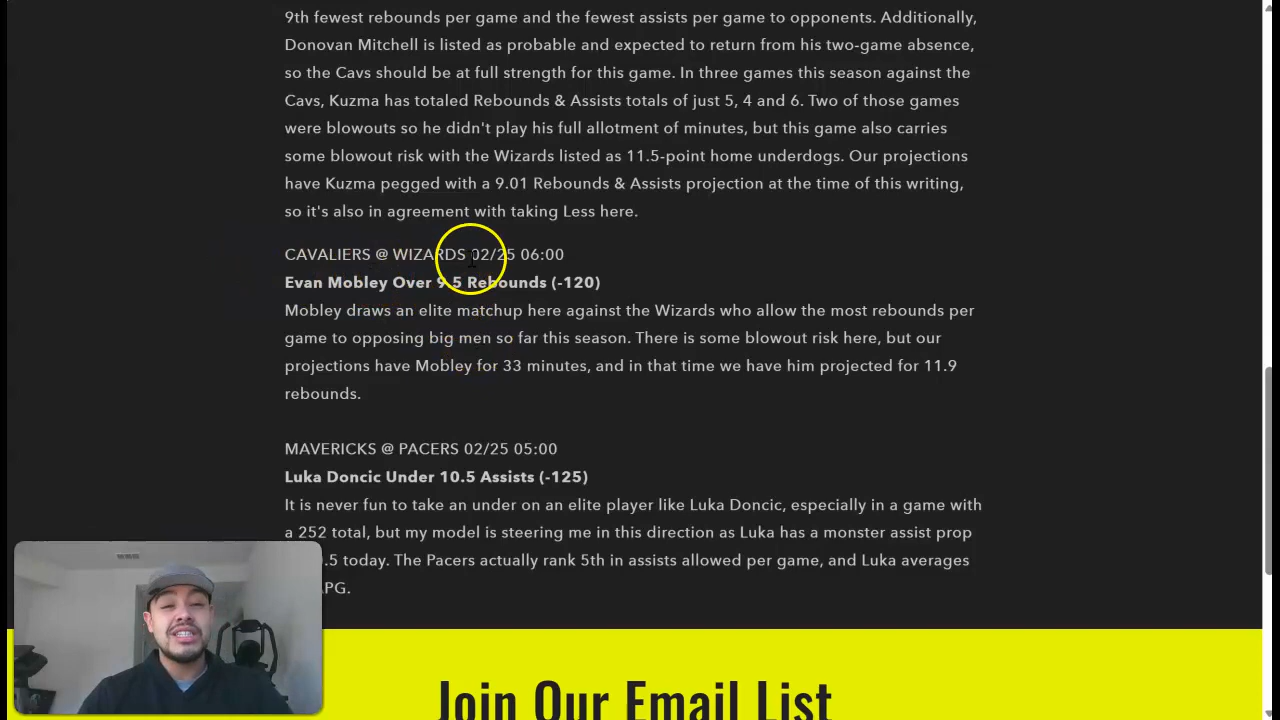 9th fewest rebounds per game and the fewest assists per game to opponents. Additionally,
Donovan Mitchell is listed as probable and expected to return from his two-game absence,
so the Cavs should be at full strength for this game. In three games this season against the
Cavs, Kuzma has totaled Rebounds & Assists totals of just 5, 4 and 6. Two of those games
were blowouts so he didn't play his full allotment of minutes, but this game also carries
some blowout risk with the Wizards listed as 11.5-point home underdogs. Our projections
have Kuzma pegged with a 9.01 Rebounds & Assists projection at the time of this writing,
so it's also in agreement with taking Less here.
CAVALIERS @ WIZARDS 02/25 06:00
Evan Mobley Over 9.5 Rebounds (-120)
Mobley draws an elite matchup here against the Wizards who allow the most rebounds per
game to opposing big men so far this season. There is some blowout risk here, but our
projections have Mobley for 33 minutes, and in that time we have him projected for 11.9
rebounds.
MAVERICKS @ PACERS 02/25 05:00
Luka Doncic Under 10.5 Assists (-125)
It is never fun to take an under on an elite player like Luka Doncic, especially in a game with
a 252 total, but my model is steering me in this direction as Luka has a monster assist prop
.5 today. The Pacers actually rank 5th in assists allowed per game, and Luka averages
APG.
Join Our Email List